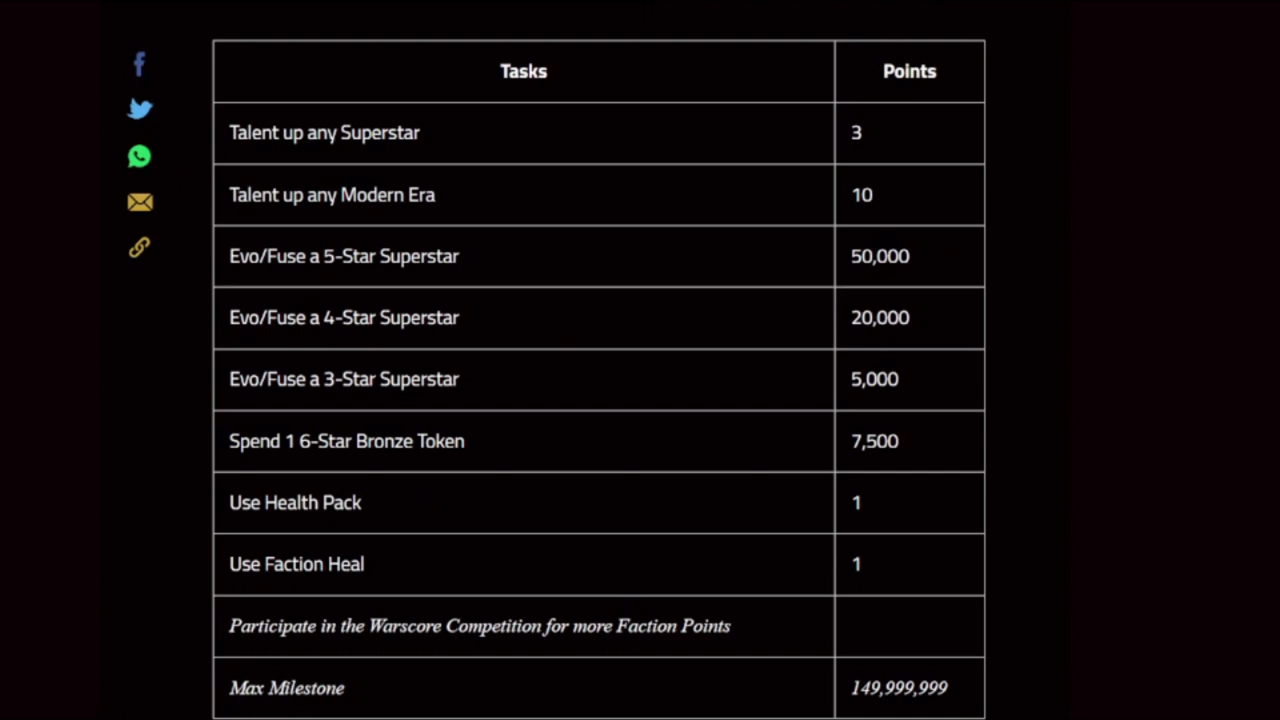 Tasks Points
Talent up any Superstar 3
Talent up any Modern Era 10
Evo/Fuse a 5-Star Superstar 50,000
Evo/Fuse a 4-Star Superstar 20,000
Evo/Fuse a 3-Star Superstar 5,000
Spend 1 6-Star Bronze Token 7,500
Use Health Pack 1
Use Faction Heal 1
Participate in the Warscore Competition for more Faction Points
Max Milestone 149,999,999